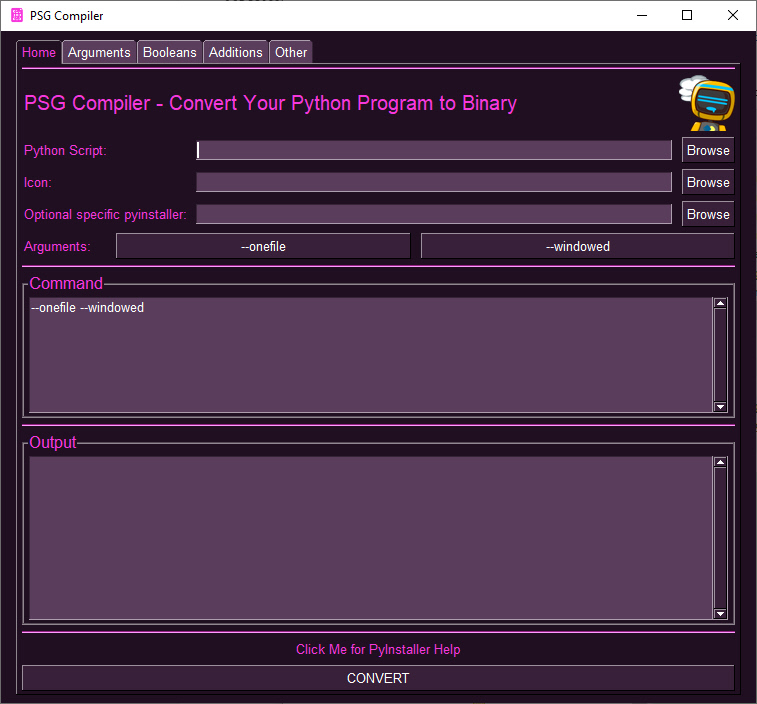 PSG Compiler
Home Arguments Booleans Additions Other
PSG Compiler - Convert Your Python Program to Binary
Python Script: Browse
Icon: Browse
Optional specific pyinstaller: Browse
Arguments: --onefile --windowed
Command
--onefile --windowed
Output
Click Me for PyInstaller Help
CONVERT